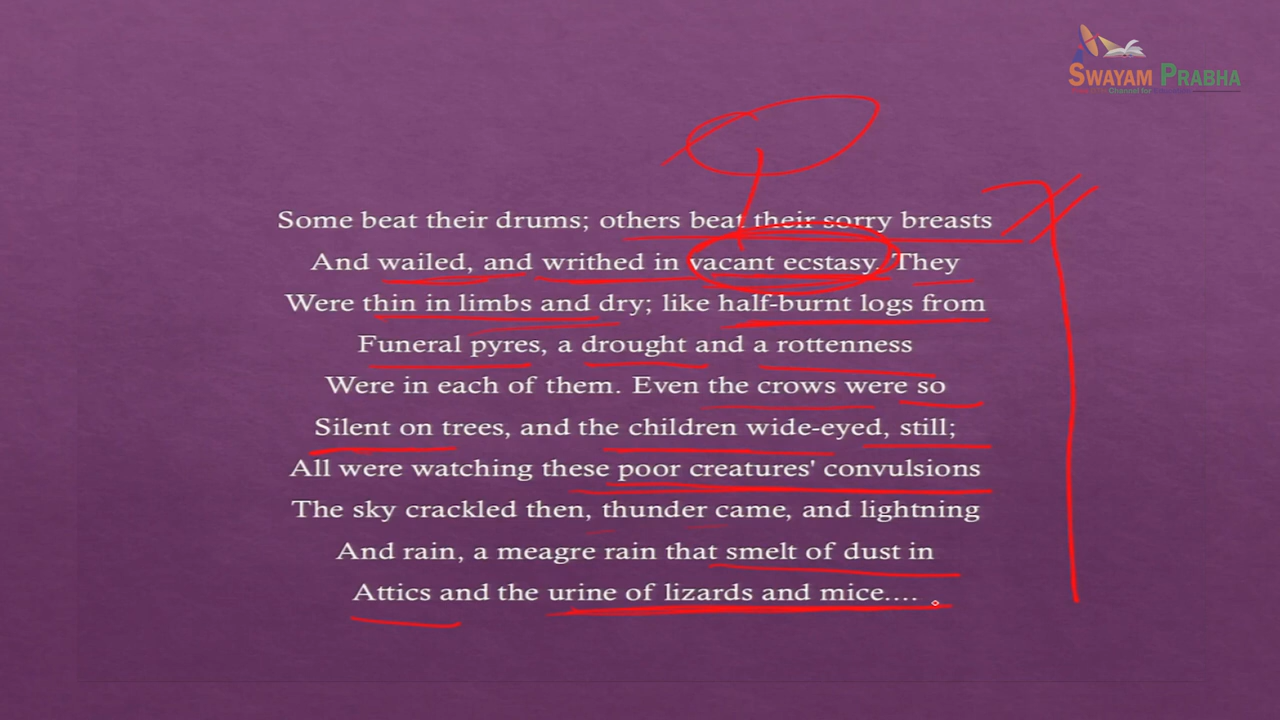 SWAYAM PRABHA
Some beat their drums; others beat their sorry breasts
And wailed, and writhed in vacant ecstasy. They
Were thin in limbs and dry; like half-burnt logs from
Funeral pyres, a drought and a rottenness
Were in each of them. Even the crows were so
Silent on trees, and the children wide-eyed, still;
All were watching these poor creatures' convulsions
The sky crackled then, thunder came, and lightning
And rain, a meagre rain that smelt of dust in
Attics and the urine of lizards and mice....